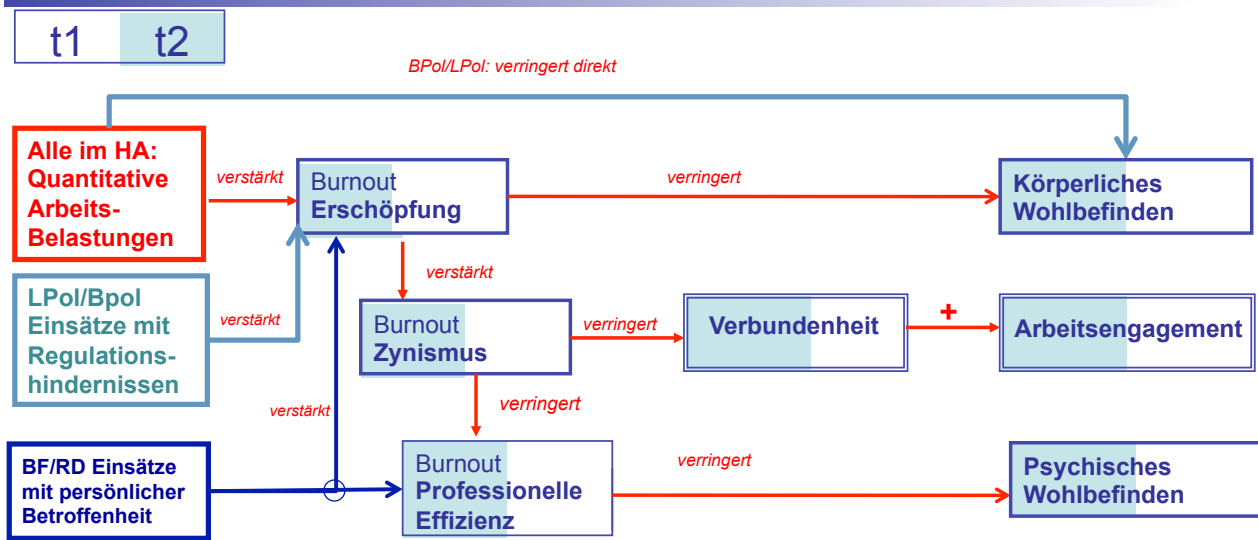 t1 t2
BPol/LPol: verringert direkt
Alle im HA:
Quantitative
Arbeits-
Belastungen
verstärkt
Burnout
Erschöpfung
verringert
Körperliches
Wohlbefinden
verstärkt
LPol/Bpol
Einsätze mit
Regulations-
hindernissen
verstärkt
Burnout
Zynismus
verringert
Verbundenheit
+
Arbeitsengagement
verstärkt
verringert
BF/RD Einsätze
mit persönlicher
Betroffenheit
Burnout
Professionelle
Effizienz
verringert
Psychisches
Wohlbefinden